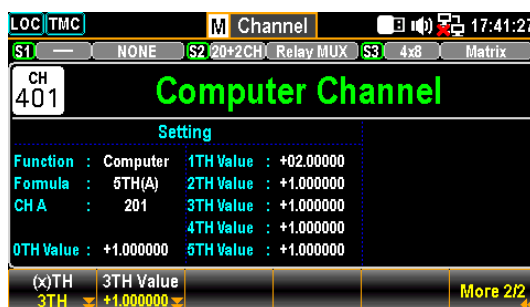 LOC TMC M Channel 17:41:27
S1 — NONE S2 20+2CH Relay MUX S3 4x8 Matrix
CH
401 Computer Channel
Setting
Function : Computer 1TH Value : +02.00000
Formula : 5TH(A) 2TH Value : +1.000000
CH A : 201 3TH Value : +1.000000
4TH Value : +1.000000
0TH Value : +1.000000 5TH Value : +1.000000
(x)TH 3TH Value
3TH +1.000000 More 2/2